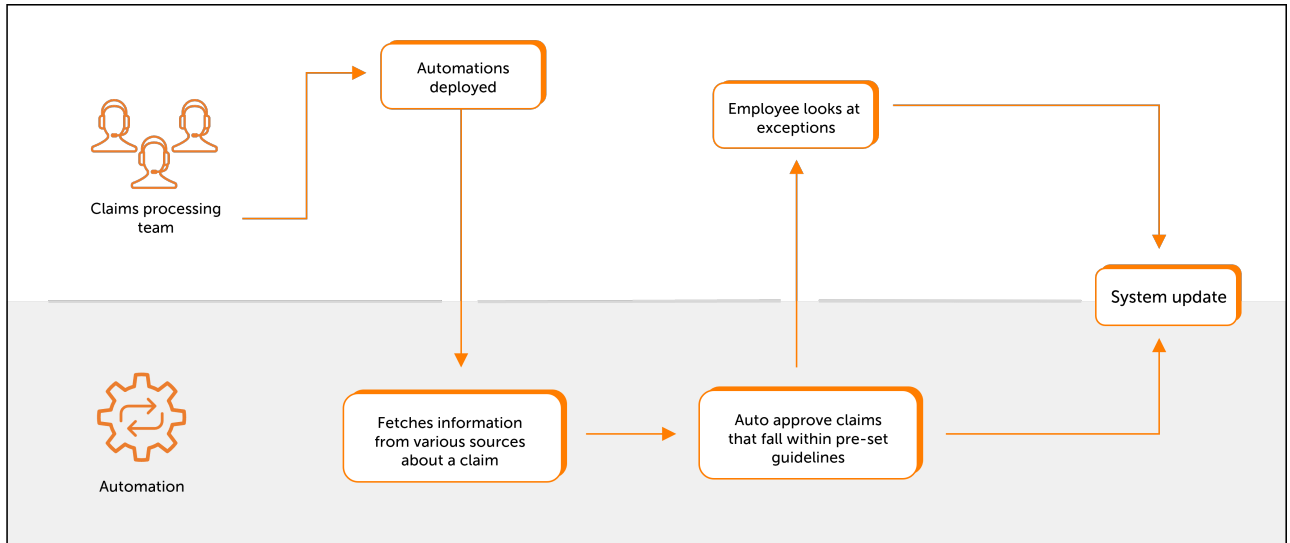 Automations
deployed
Employee looks at
exceptions
Claims processing
team
System update
Fetches information
from various sources
about a claim
Auto approve claims
that fall within pre-set
guidelines
Automation